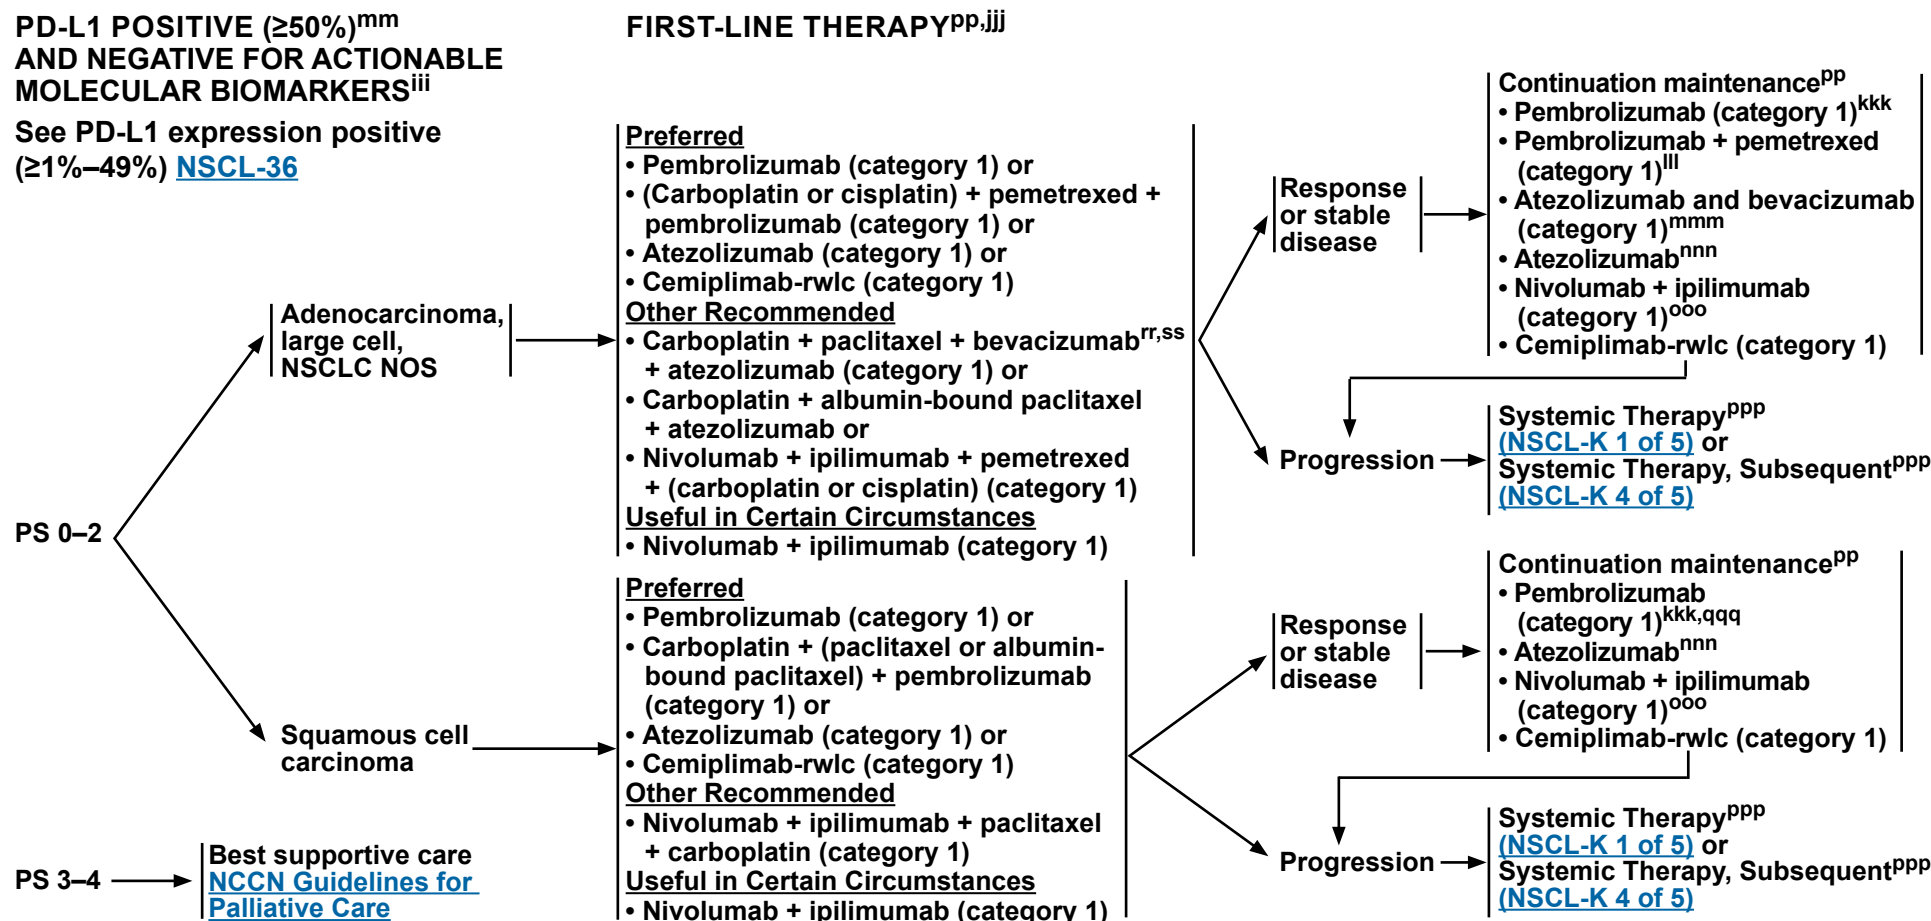 PD-L1 POSITIVE (≥50%)mm
AND NEGATIVE FOR ACTIONABLE
MOLECULAR BIOMARKERSiii
See PD-L1 expression positive
(≥1%–49%) NSCL-36
FIRST-LINE THERAPYpp,jjj
PS 0–2
Adenocarcinoma,
large cell,
NSCLC NOS
Preferred
• Pembrolizumab (category 1) or
• (Carboplatin or cisplatin) + pemetrexed +
pembrolizumab (category 1) or
• Atezolizumab (category 1) or
• Cemiplimab-rwlc (category 1)
Other Recommended
• Carboplatin + paclitaxel + bevacizumabrr,ss
+ atezolizumab (category 1) or
• Carboplatin + albumin-bound paclitaxel
+ atezolizumab or
• Nivolumab + ipilimumab + pemetrexed
+ (carboplatin or cisplatin) (category 1)
Useful in Certain Circumstances
• Nivolumab + ipilimumab (category 1)
Response
or stable
disease
Continuation maintenancepp
• Pembrolizumab (category 1)kkk
• Pembrolizumab + pemetrexed
(category 1)lll
• Atezolizumab and bevacizumab
(category 1)mmm
• Atezolizumabnnn
• Nivolumab + ipilimumab
(category 1)ooo
• Cemiplimab-rwlc (category 1)
Progression
Systemic Therapyppp
(NSCL-K 1 of 5) or
Systemic Therapy, Subsequentppp
(NSCL-K 4 of 5)
Squamous cell
carcinoma
Preferred
• Pembrolizumab (category 1) or
• Carboplatin + (paclitaxel or albumin-
bound paclitaxel) + pembrolizumab
(category 1) or
• Atezolizumab (category 1) or
• Cemiplimab-rwlc (category 1)
Other Recommended
• Nivolumab + ipilimumab + paclitaxel
+ carboplatin (category 1)
Useful in Certain Circumstances
• Nivolumab + ipilimumab (category 1)
Response
or stable
disease
Continuation maintenancepp
• Pembrolizumab
(category 1)kkk,qqq
• Atezolizumabnnn
• Nivolumab + ipilimumab
(category 1)ooo
• Cemiplimab-rwlc (category 1)
Progression
Systemic Therapyppp
(NSCL-K 1 of 5) or
Systemic Therapy, Subsequentppp
(NSCL-K 4 of 5)
PS 3–4
Best supportive care
NCCN Guidelines for
Palliative Care